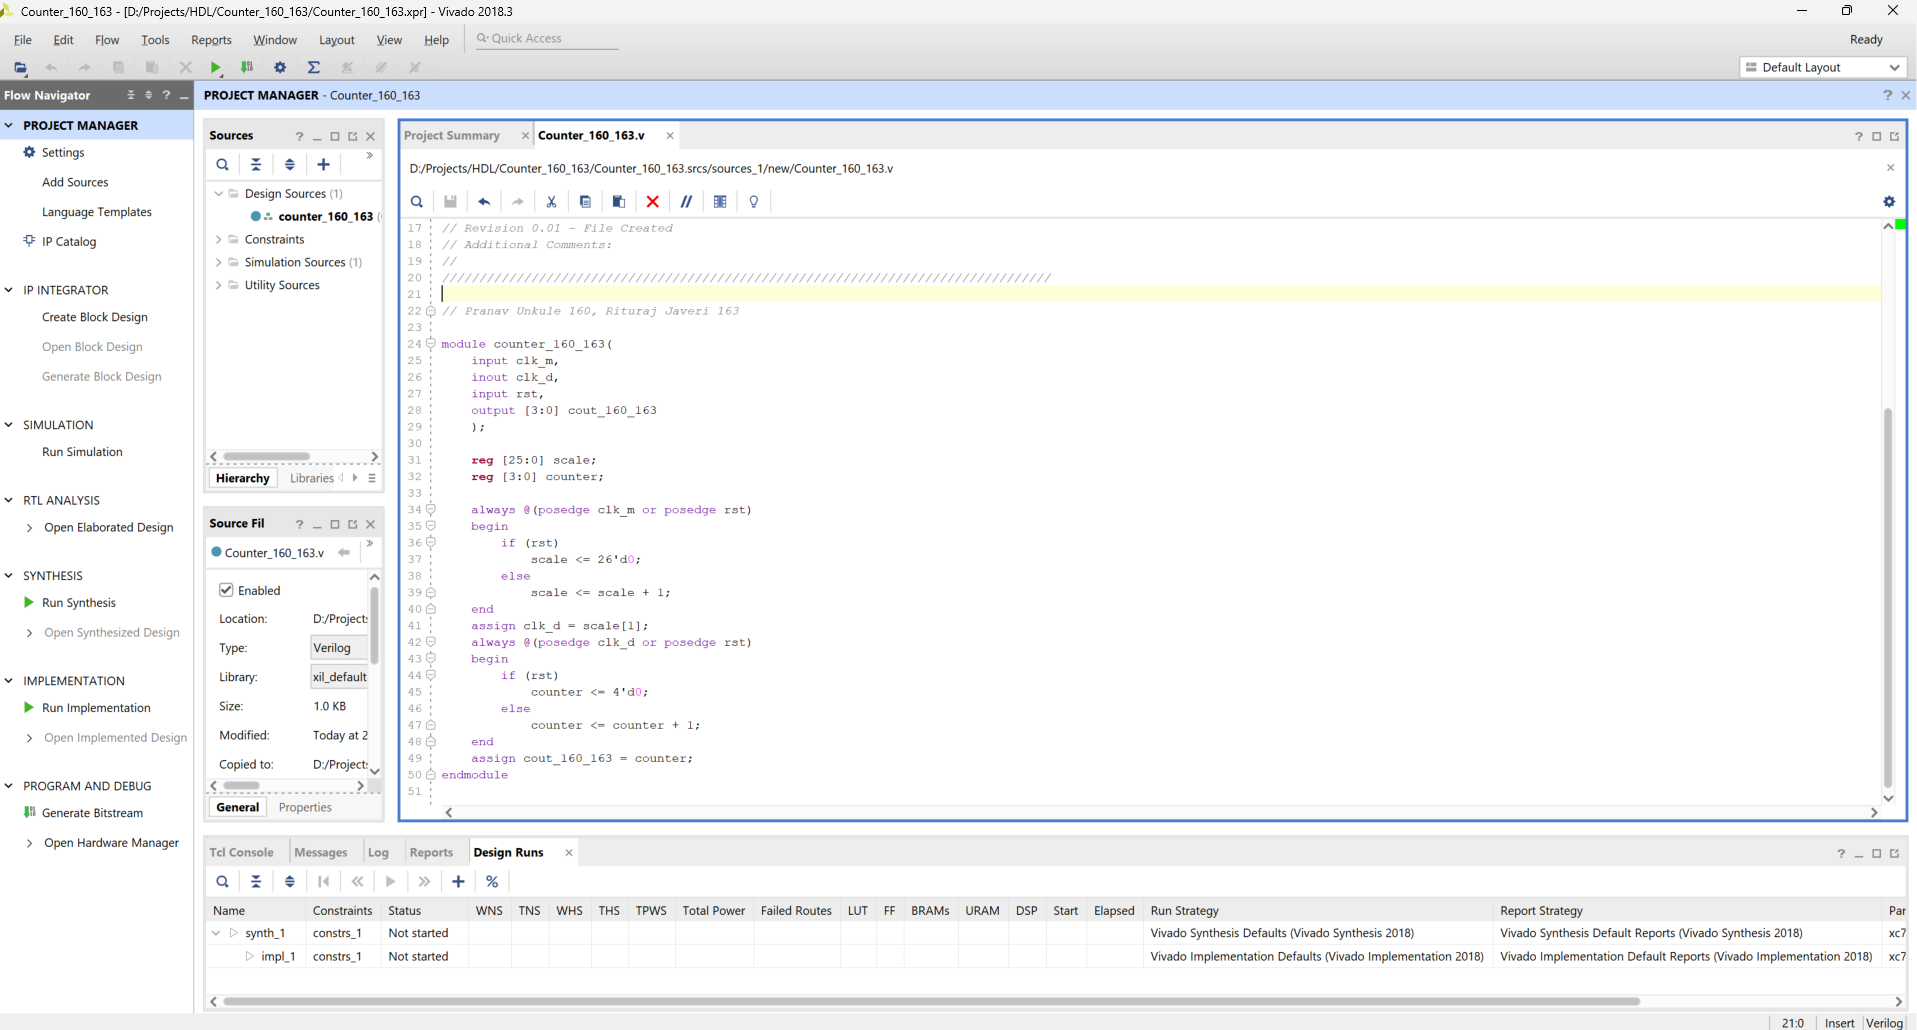 Counter_160_163 - [D:/Projects/HDL/Counter_160_163/Counter_160_163.xpr] - Vivado 2018.3
File Edit Flow Tools Reports Window Layout View Help Quick Access
Ready
Default Layout
Flow Navigator
PROJECT MANAGER - Counter_160_163
PROJECT MANAGER
Settings
Add Sources
Language Templates
IP Catalog
IP INTEGRATOR
Create Block Design
Open Block Design
Generate Block Design
SIMULATION
Run Simulation
RTL ANALYSIS
Open Elaborated Design
SYNTHESIS
Run Synthesis
Open Synthesized Design
IMPLEMENTATION
Run Implementation
Open Implemented Design
PROGRAM AND DEBUG
Generate Bitstream
Open Hardware Manager
Sources
Design Sources (1)
counter_160_163 (
Constraints
Simulation Sources (1)
Utility Sources
Hierarchy Libraries
Source Fil
Counter_160_163.v
Enabled
Location: D:/Projects
Type: Verilog
Library: xil_default
Size: 1.0 KB
Modified: Today at 2
Copied to: D:/Projects
General Properties
Project Summary Counter_160_163.v
D:/Projects/HDL/Counter_160_163/Counter_160_163.srcs/sources_1/new/Counter_160_163.v
17 // Revision 0.01 - File Created
18 // Additional Comments:
19 //
20 //////////////////////////////////////////////////////////////////////////////////
21
22 // Pranav Unkule 160, Rituraj Javeri 163
23
24 module counter_160_163(
25 input clk_m,
26 inout clk_d,
27 input rst,
28 output [3:0] cout_160_163
29 );
30
31 reg [25:0] scale;
32 reg [3:0] counter;
33
34 always @(posedge clk_m or posedge rst)
35 begin
36 if (rst)
37 scale <= 26'd0;
38 else
39 scale <= scale + 1;
40 end
41 assign clk_d = scale[1];
42 always @(posedge clk_d or posedge rst)
43 begin
44 if (rst)
45 counter <= 4'd0;
46 else
47 counter <= counter + 1;
48 end
49 assign cout_160_163 = counter;
50 endmodule
51
Tcl Console Messages Log Reports Design Runs
Name Constraints Status WNS TNS WHS THS TPWS Total Power Failed Routes LUT FF BRAMs URAM DSP Start Elapsed Run Strategy Report Strategy Par
synth_1 constrs_1 Not started Vivado Synthesis Defaults (Vivado Synthesis 2018) Vivado Synthesis Default Reports (Vivado Synthesis 2018) xc7
impl_1 constrs_1 Not started Vivado Implementation Defaults (Vivado Implementation 2018) Vivado Implementation Default Reports (Vivado Implementation 2018) xc7
21:0 Insert Verilog